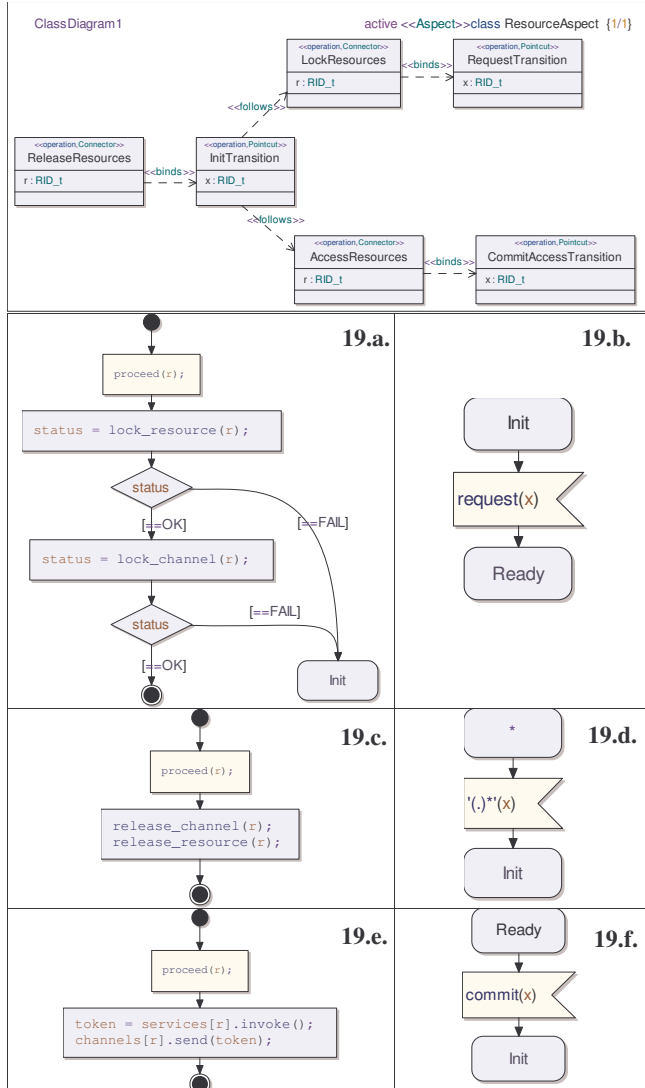 ClassDiagram1
active <<Aspect>>class ResourceAspect {1/1}
<<operation,Connector>>
LockResources
r : RID_t
<<binds>>
<<operation,Pointcut>>
RequestTransition
x : RID_t
<<follows>>
<<operation,Connector>>
ReleaseResources
r : RID_t
<<binds>>
<<operation,Pointcut>>
InitTransition
x : RID_t
<<follows>>
<<operation,Connector>>
AccessResources
r : RID_t
<<binds>>
<<operation,Pointcut>>
CommitAccessTransition
x : RID_t
19.a.
proceed(r);
status = lock_resource(r);
status
[==OK]
[==FAIL]
status = lock_channel(r);
status
[==FAIL]
[==OK]
Init
19.b.
Init
request(x)
Ready
19.c.
proceed(r);
release_channel(r);
release_resource(r);
19.d.
*
'(.)*'(x)
Init
19.e.
proceed(r);
token = services[r].invoke();
channels[r].send(token);
19.f.
Ready
commit(x)
Init